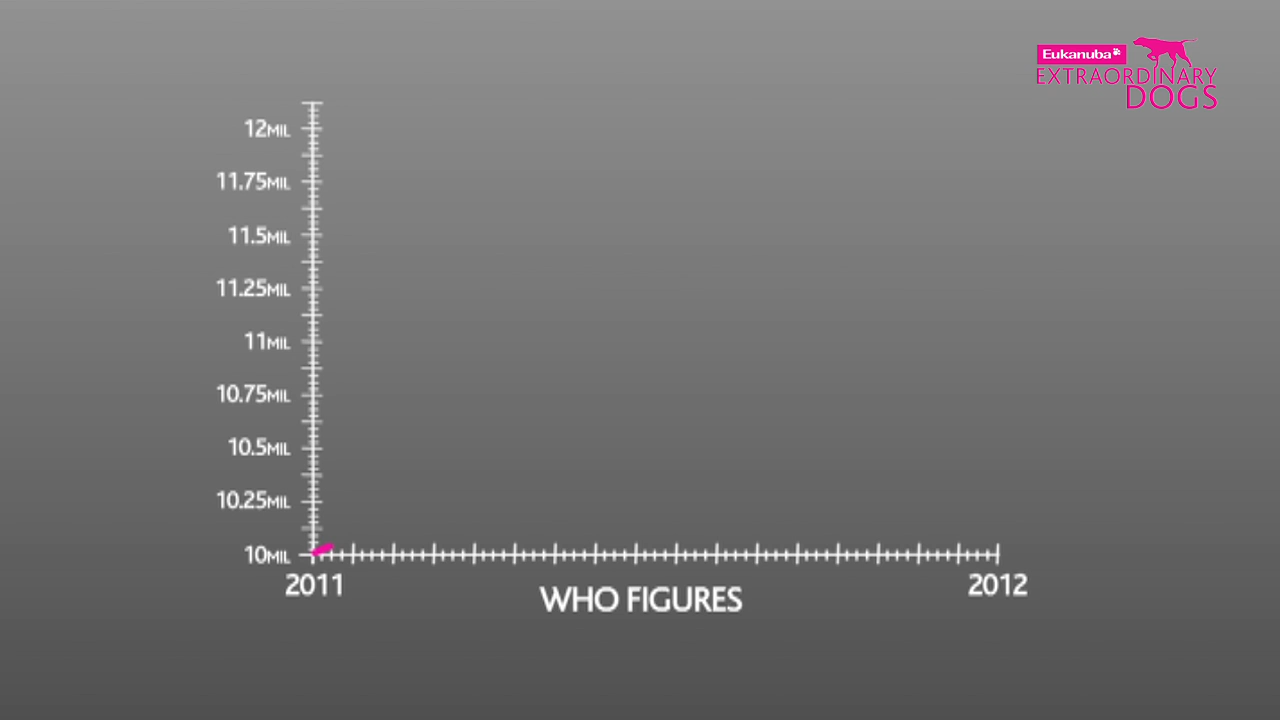 Eukanuba
EXTRAORDINARY
DOGS
12MIL
11.75MIL
11.5MIL
11.25MIL
11MIL
10.75MIL
10.5MIL
10.25MIL
10MIL
2011
2012
WHO FIGURES